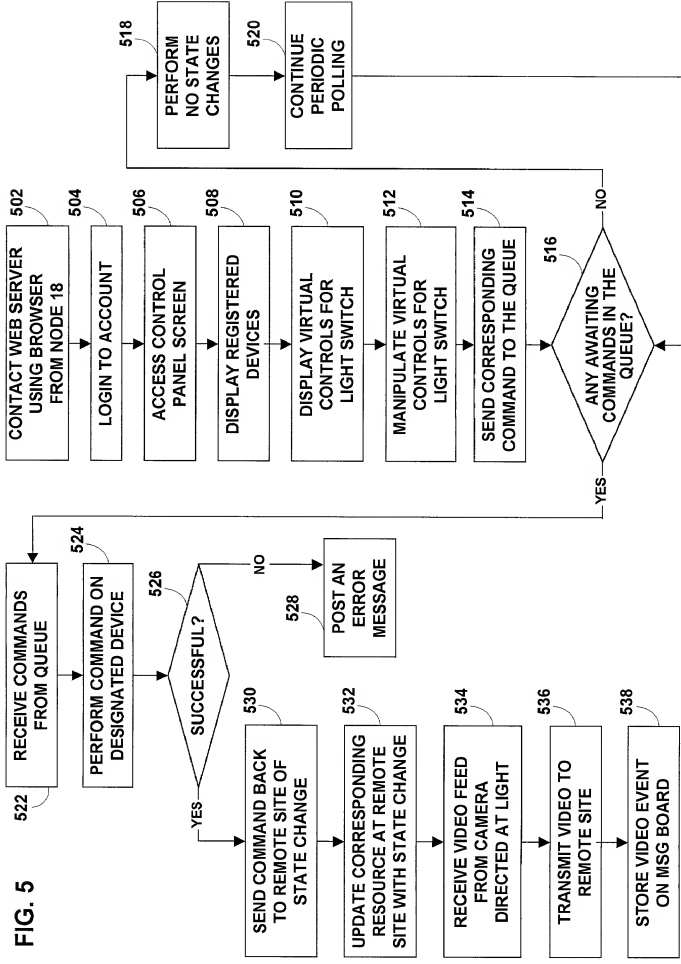 FIG. 5
CONTACT WEB SERVER
USING BROWSER
FROM NODE 18
502
LOGIN TO ACCOUNT
504
ACCESS CONTROL
PANEL SCREEN
506
DISPLAY REGISTERED
DEVICES
508
DISPLAY VIRTUAL
CONTROLS FOR
LIGHT SWITCH
510
MANIPULATE VIRTUAL
CONTROLS FOR
LIGHT SWITCH
512
SEND CORRESPONDING
COMMAND TO THE QUEUE
514
ANY AWAITING
COMMANDS IN THE
QUEUE?
516
NO
YES
PERFORM
NO STATE
CHANGES
518
CONTINUE
PERIODIC
POLLING
520
RECEIVE COMMANDS
FROM QUEUE
522
PERFORM COMMAND ON
DESIGNATED DEVICE
524
SUCCESSFUL?
526
NO
YES
POST AN
ERROR
MESSAGE
528
SEND COMMAND BACK
TO REMOTE SITE OF
STATE CHANGE
530
UPDATE CORRESPONDING
RESOURCE AT REMOTE
SITE WITH STATE CHANGE
532
RECEIVE VIDEO FEED
FROM CAMERA
DIRECTED AT LIGHT
534
TRANSMIT VIDEO TO
REMOTE SITE
536
STORE VIDEO EVENT
ON MSG BOARD
538